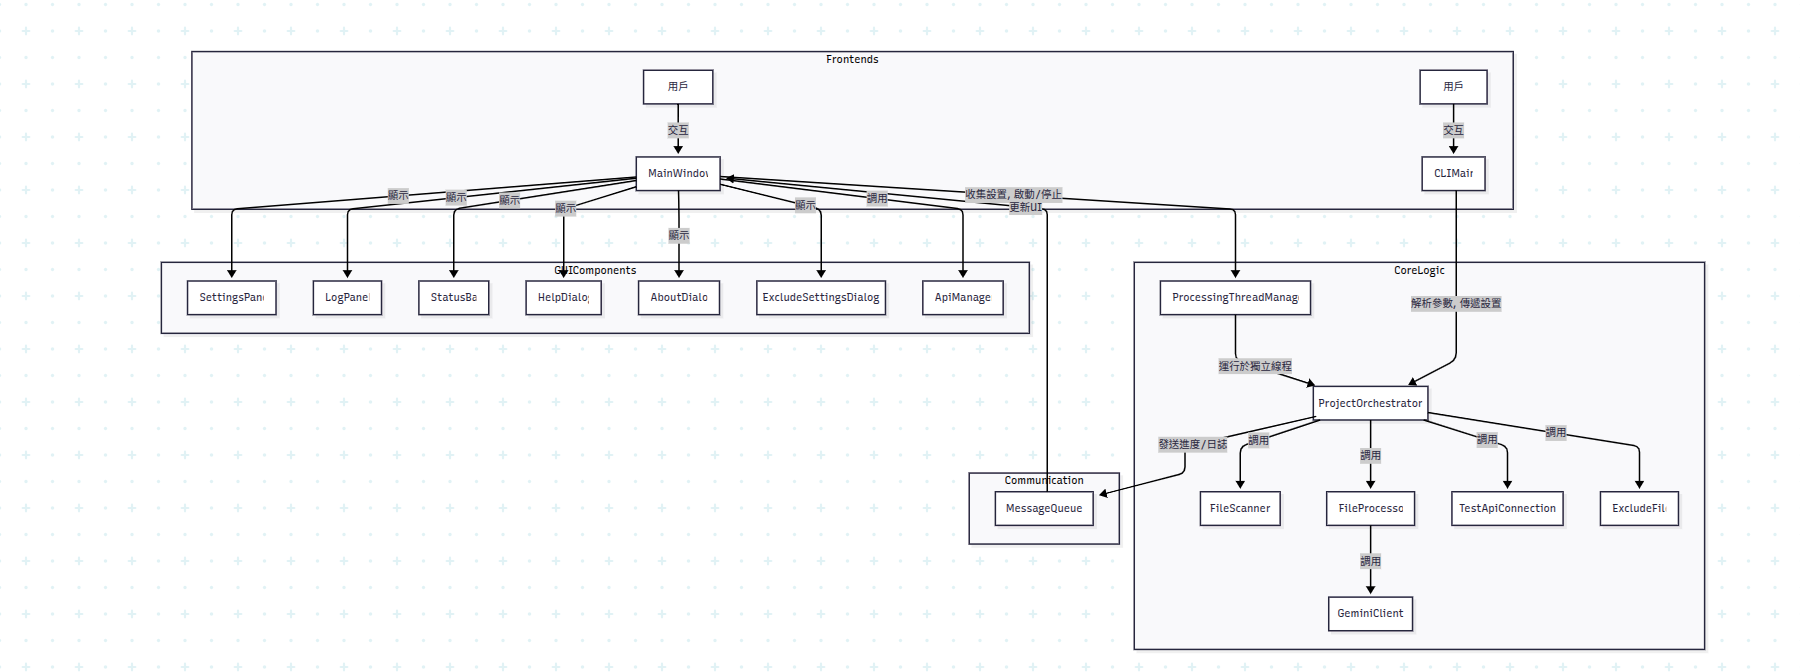 Frontends
用戶
用戶
交互
交互
MainWindow
CLIMain
顯示
顯示
顯示
顯示
顯示
調用
收集設置, 啟動/停止
更新UI
顯示
GUIComponents
CoreLogic
SettingsPan
LogPanel
StatusBa
HelpDialog
AboutDialo
ExcludeSettingsDialog
ApiManage
ProcessingThreadManag
解析參數, 傳遞設置
運行於獨立線程
ProjectOrchestrator
發送進度/日誌
調用
調用
調用
調用
Communication
MessageQueue
FileScanner
FileProcesso
TestApiConnection
ExcludeFil
調用
GeminiClient